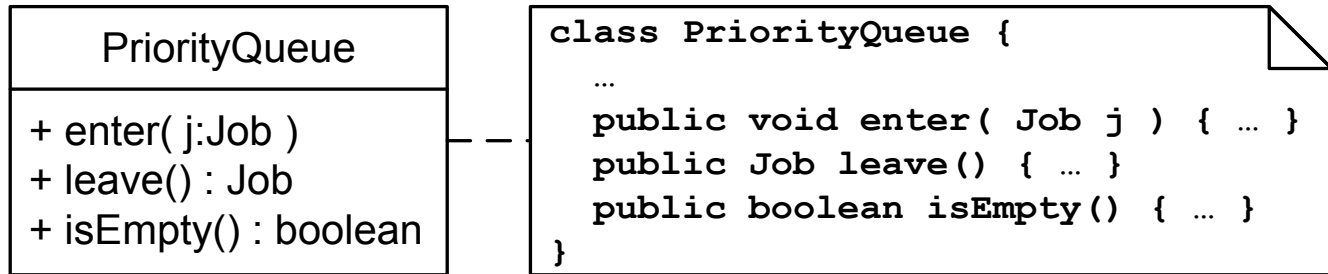 PriorityQueue
+ enter( j:Job )
+ leave() : Job
+ isEmpty() : boolean
class PriorityQueue {
…
public void enter( Job j ) { … }
public Job leave() { … }
public boolean isEmpty() { … }
}